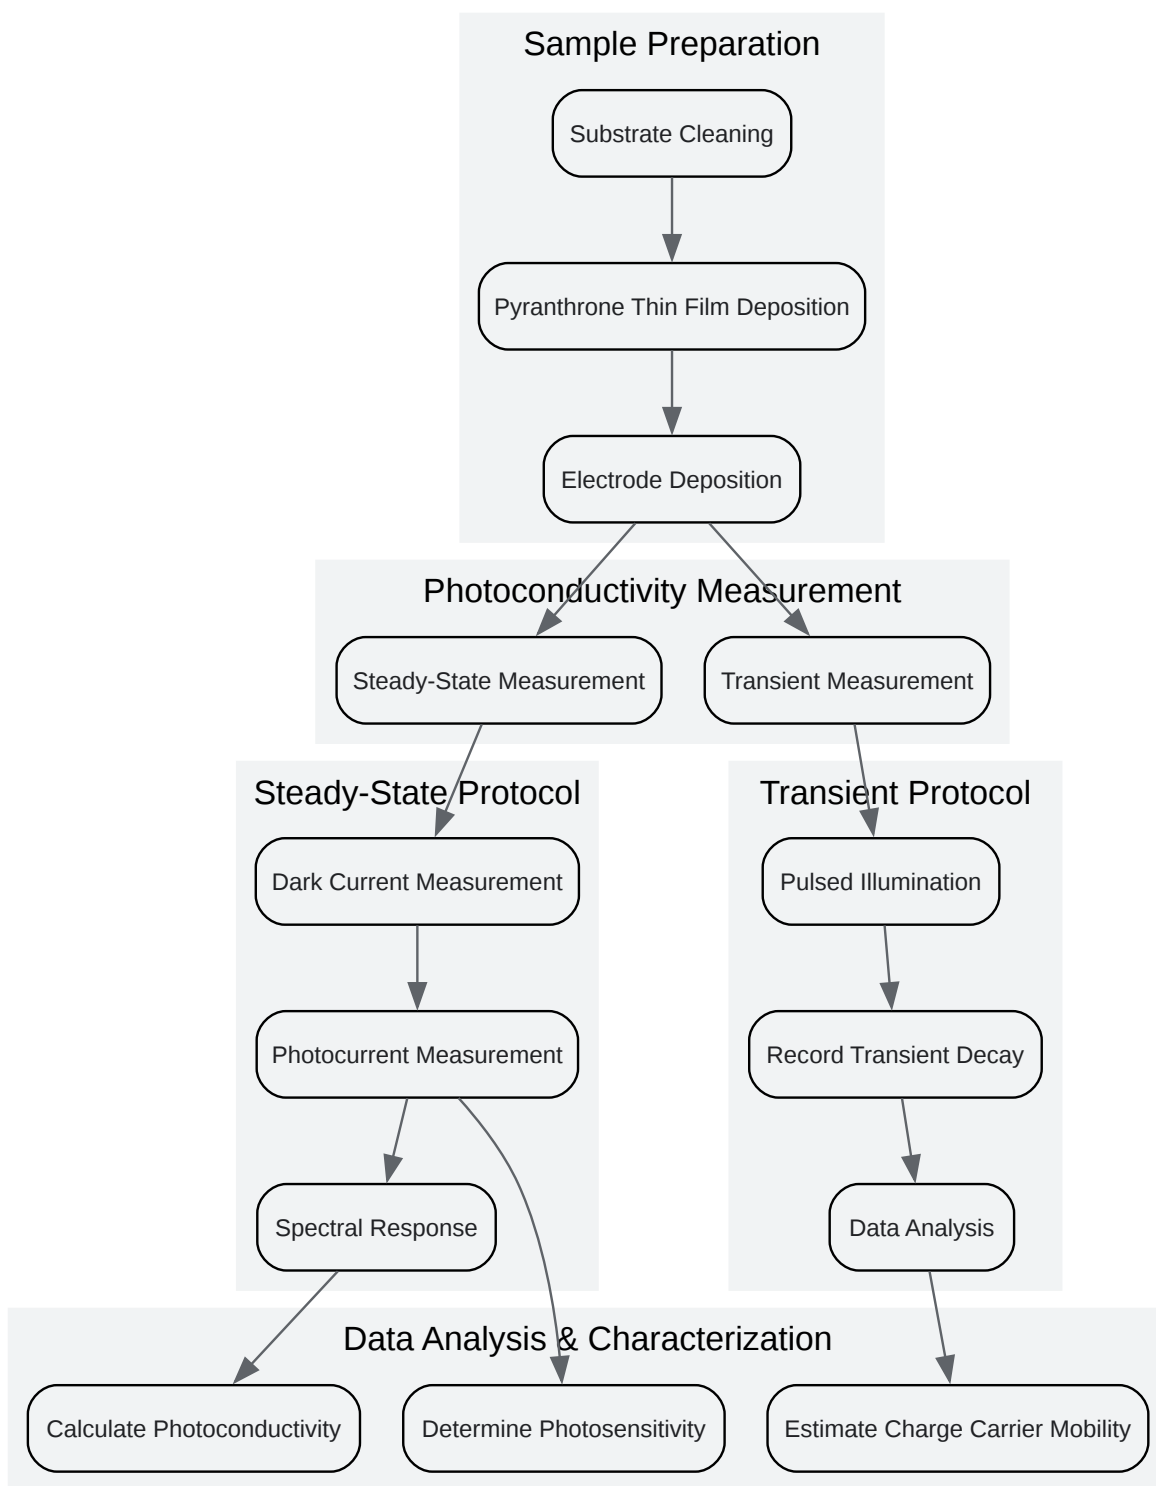 Sample Preparation
Substrate Cleaning
Pyranthrone Thin Film Deposition
Electrode Deposition
Photoconductivity Measurement
Steady-State Measurement
Transient Measurement
Steady-State Protocol
Transient Protocol
Dark Current Measurement
Pulsed Illumination
Photocurrent Measurement
Record Transient Decay
Spectral Response
Data Analysis
Data Analysis & Characterization
Calculate Photoconductivity
Determine Photosensitivity
Estimate Charge Carrier Mobility